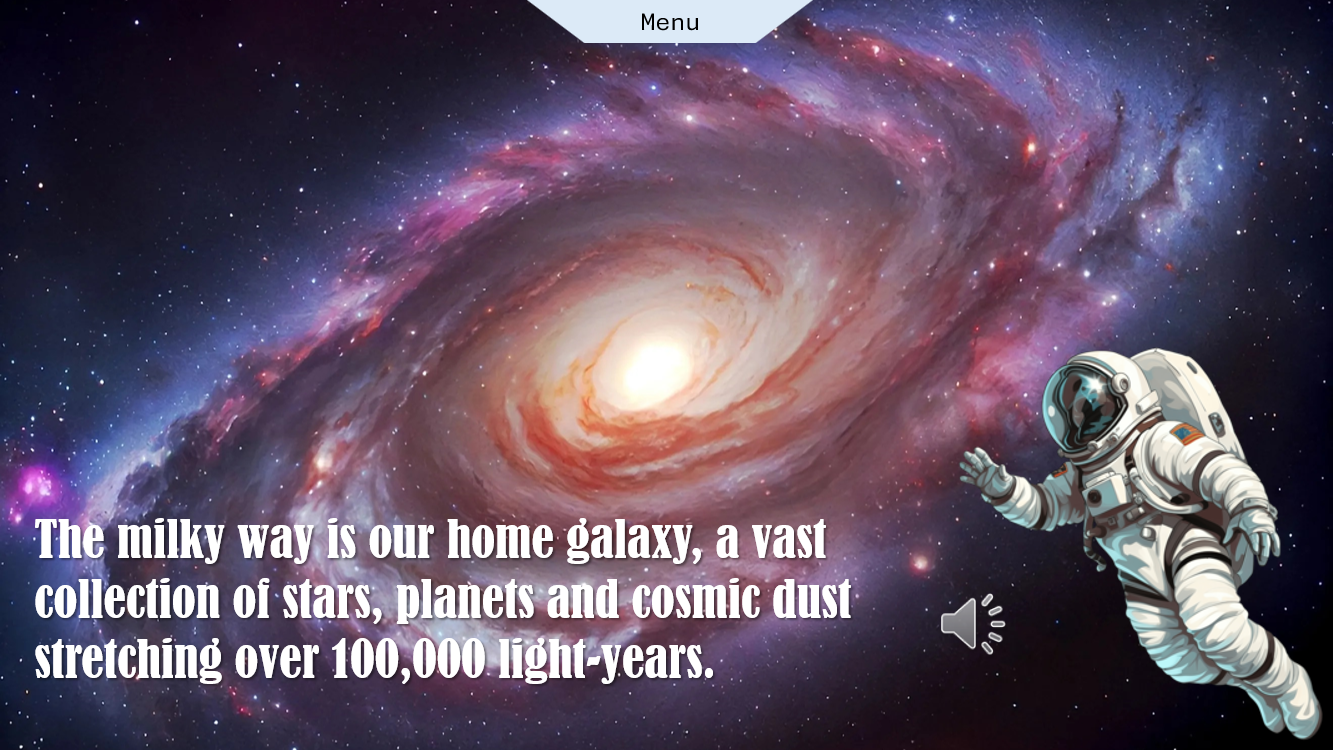 Menu
The milky way is our home galaxy, a vast
collection of stars, planets and cosmic dust
stretching over 100,000 light-years.